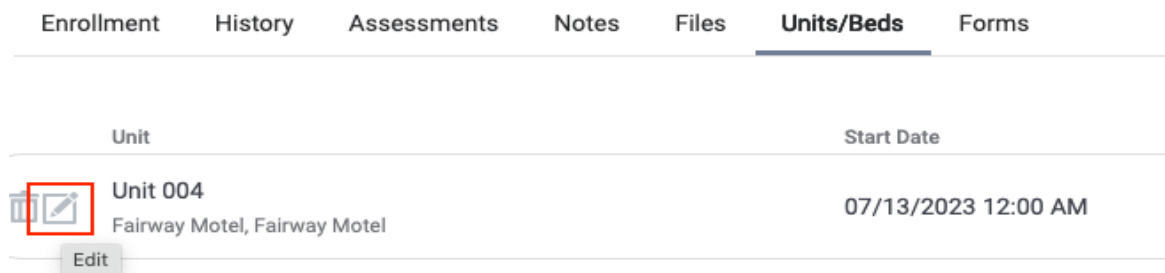 Enrollment History Assessments Notes Files Units/Beds Forms
Unit Start Date
Unit 004
Fairway Motel, Fairway Motel
07/13/2023 12:00 AM
Edit